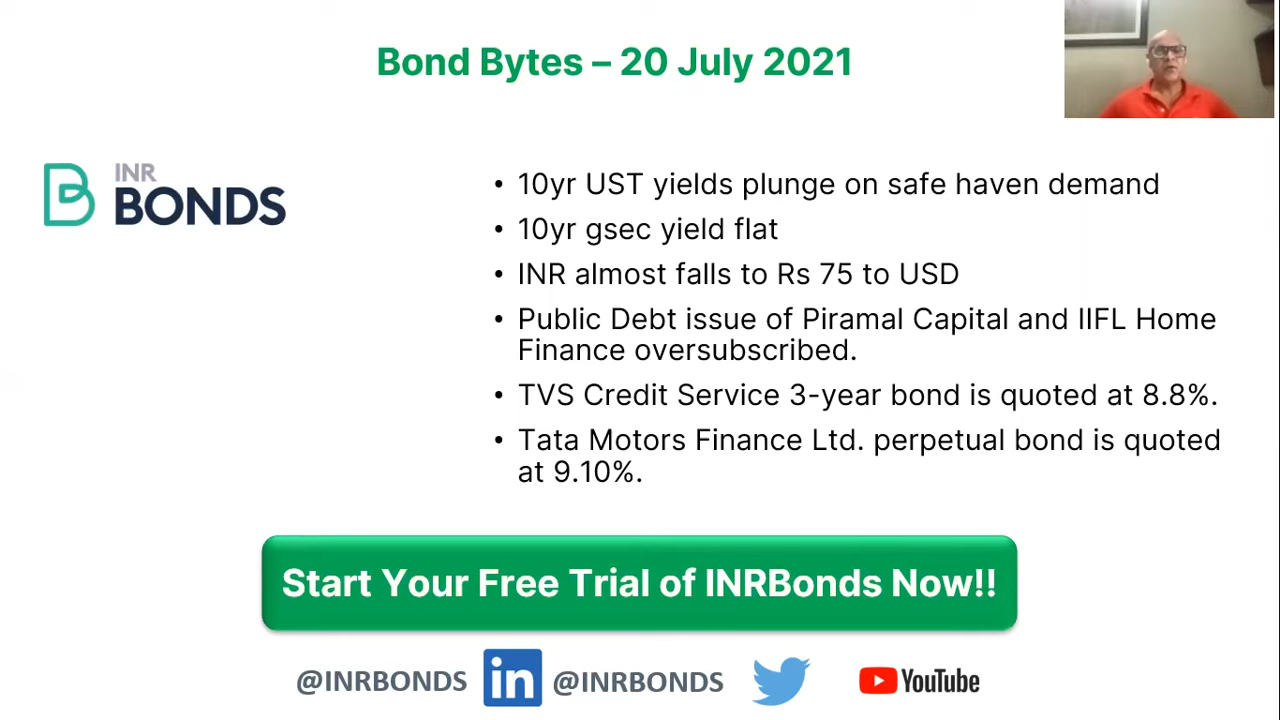 Bond Bytes – 20 July 2021
INR
BONDS
• 10yr UST yields plunge on safe haven demand
• 10yr gsec yield flat
• INR almost falls to Rs 75 to USD
• Public Debt issue of Piramal Capital and IIFL Home
Finance oversubscribed.
• TVS Credit Service 3-year bond is quoted at 8.8%.
• Tata Motors Finance Ltd. perpetual bond is quoted
at 9.10%.
Start Your Free Trial of INRBonds Now!!
@INRBONDS in @INRBONDS YouTube